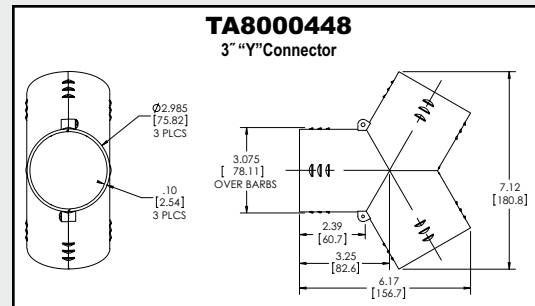 TA8000448
3″ “Y”Connector
Ø2.985
[75.82]
3 PLCS
.10
[2.54]
3 PLCS
3.075
[ 78.11]
OVER BARBS
2.39
[60.7]
3.25
[82.6]
6.17
[156.7]
7.12
[180.8]